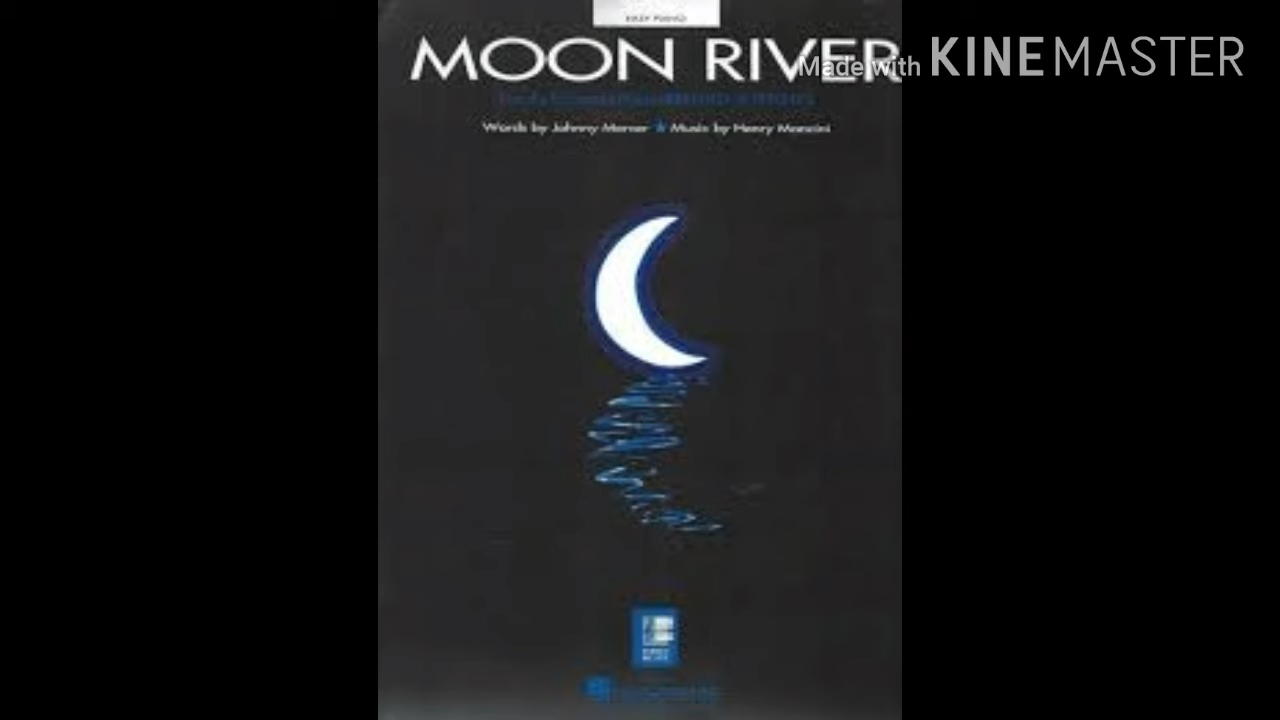 EASY PIANO
MOON RIVER
Made with KINEMASTER
Words by Johnny Mercer ★ Music by Henry Mancini